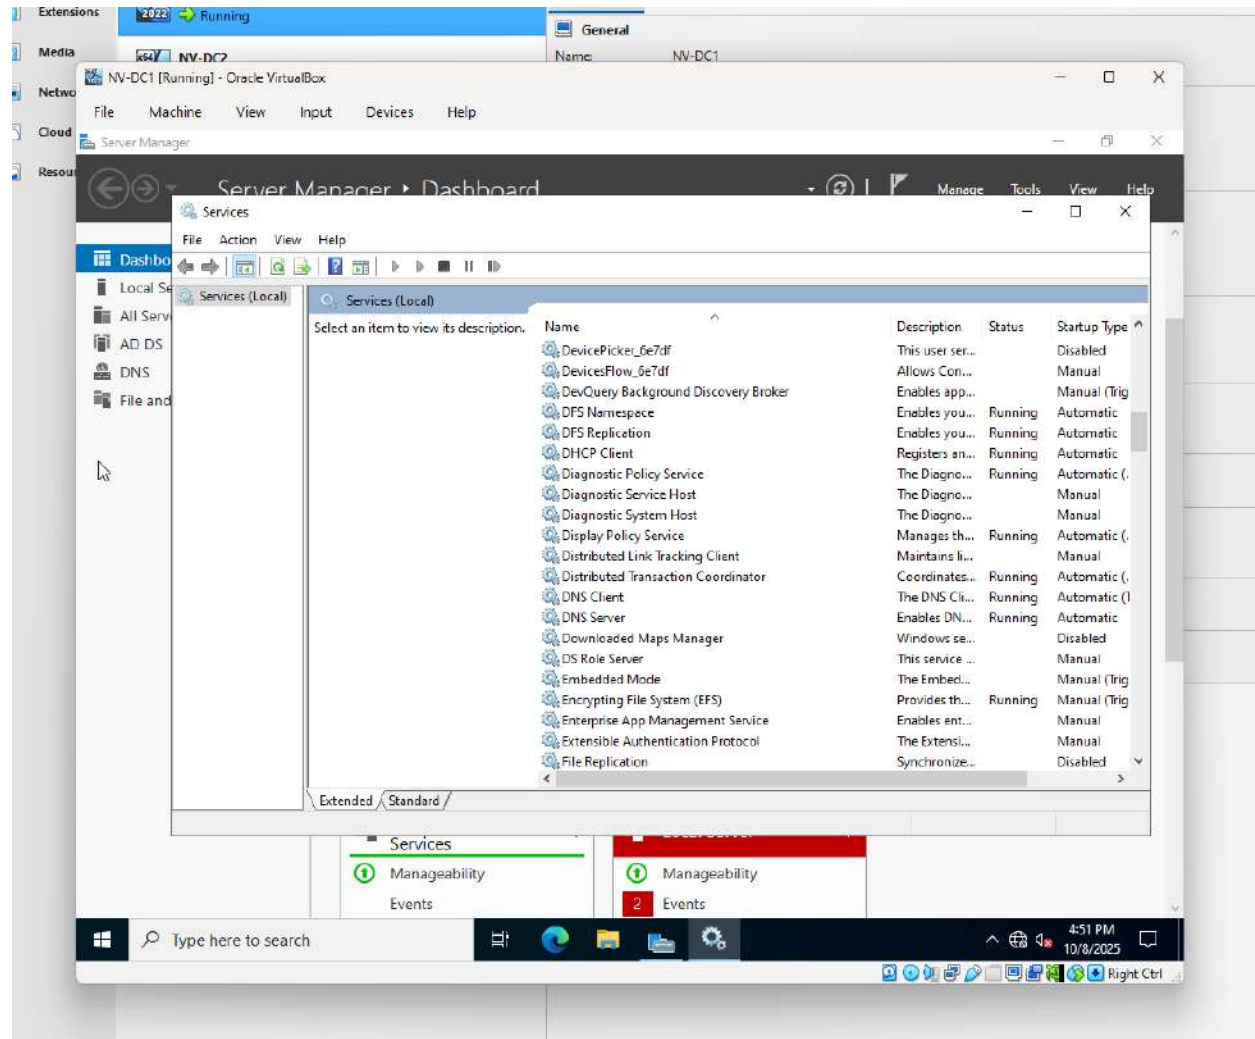 Extensions
2022 Running
General
Media
x64 NV-DC2
Name: NV-DC1
NV-DC1 [Running] - Oracle VirtualBox
Netwo
File Machine View Input Devices Help
Cloud
Server Manager
Resou
Server Manager • Dashboard
Manage Tools View Help
Services
File Action View Help
Dashbo
Local Se
All Serv
AD DS
DNS
File and
Services (Local)
Services (Local)
Select an item to view its description.
Name Description Status Startup Type
DevicePicker_6e7df This user ser... Disabled
DevicesFlow_6e7df Allows Con... Manual
DevQuery Background Discovery Broker Enables app... Manual (Trig
DFS Namespace Enables you... Running Automatic
DFS Replication Enables you... Running Automatic
DHCP Client Registers an... Running Automatic
Diagnostic Policy Service The Diagno... Running Automatic (.
Diagnostic Service Host The Diagno... Manual
Diagnostic System Host The Diagno... Manual
Display Policy Service Manages th... Running Automatic (.
Distributed Link Tracking Client Maintains li... Manual
Distributed Transaction Coordinator Coordinates... Running Automatic (.
DNS Client The DNS Cli... Running Automatic (T
DNS Server Enables DN... Running Automatic
Downloaded Maps Manager Windows se... Disabled
DS Role Server This service ... Manual
Embedded Mode The Embed... Manual (Trig
Encrypting File System (EFS) Provides th... Running Manual (Trig
Enterprise App Management Service Enables ent... Manual
Extensible Authentication Protocol The Extensi... Manual
File Replication Synchronize... Disabled
Extended Standard
Services
Manageability
Events
Manageability
2 Events
Type here to search
4:51 PM
10/8/2025
Right Ctrl